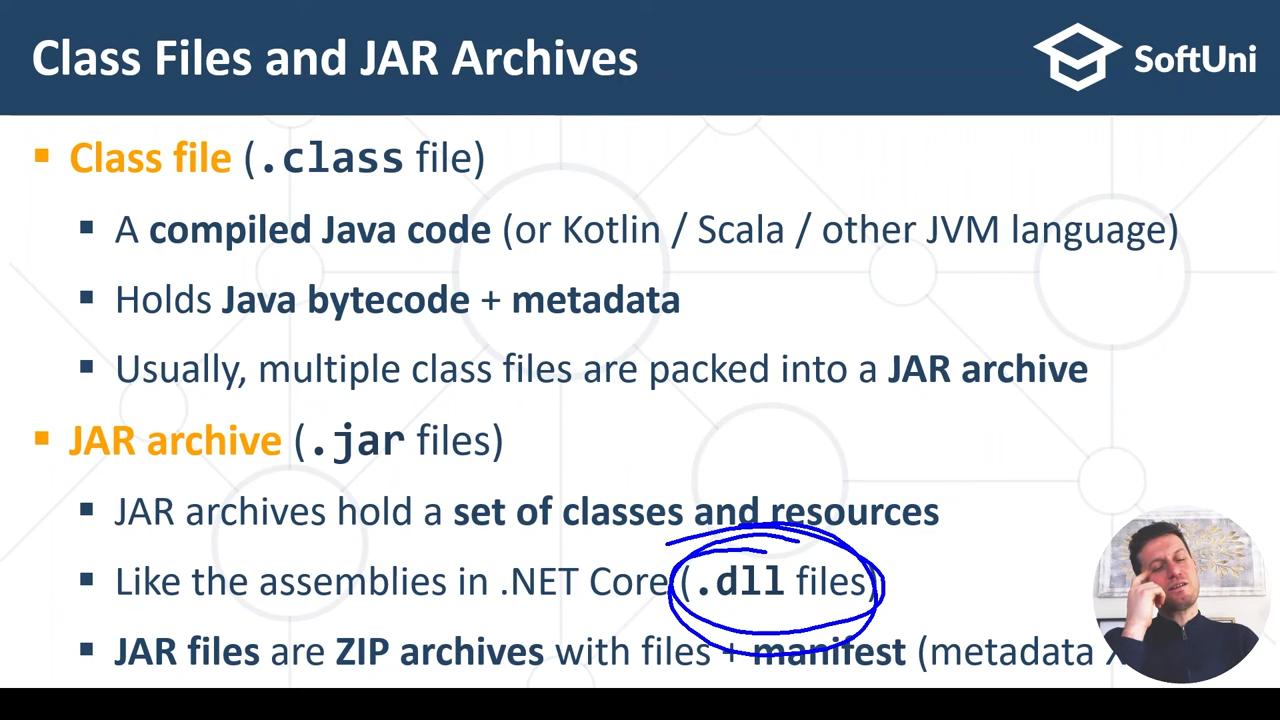 Class Files and JAR Archives
SoftUni
Class file (.class file)
A compiled Java code (or Kotlin / Scala / other JVM language)
Holds Java bytecode + metadata
Usually, multiple class files are packed into a JAR archive
JAR archive (.jar files)
JAR archives hold a set of classes and resources
Like the assemblies in .NET Core (.dll files)
JAR files are ZIP archives with files + manifest (metadata